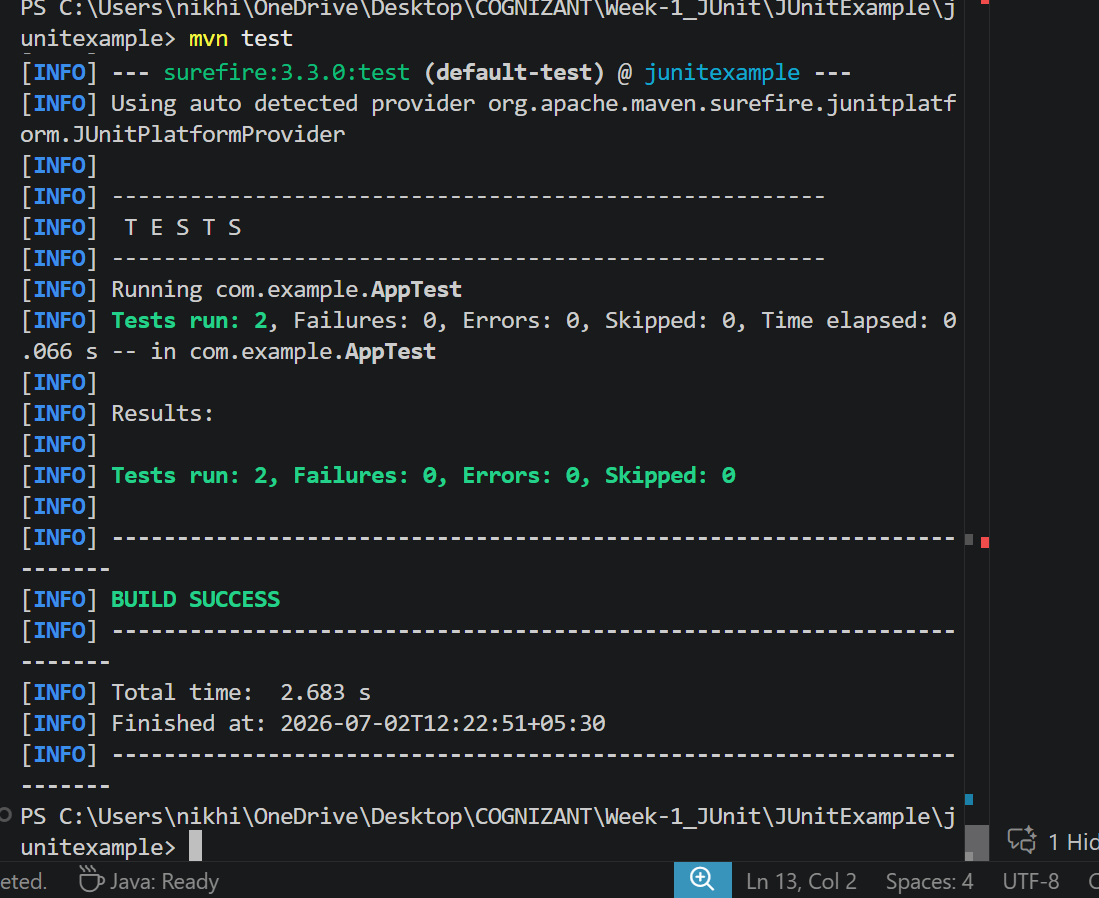 PS C:\Users\nikhi\OneDrive\Desktop\COGNIZANT\Week-1_JUnit\JUnitExample\j
unitexample> mvn test
[INFO] --- surefire:3.3.0:test (default-test) @ junitexample ---
[INFO] Using auto detected provider org.apache.maven.surefire.junitplatf
orm.JUnitPlatformProvider
[INFO]
[INFO] -------------------------------------------------------
[INFO]  T E S T S
[INFO] -------------------------------------------------------
[INFO] Running com.example.AppTest
[INFO] Tests run: 2, Failures: 0, Errors: 0, Skipped: 0, Time elapsed: 0
.066 s -- in com.example.AppTest
[INFO]
[INFO] Results:
[INFO]
[INFO] Tests run: 2, Failures: 0, Errors: 0, Skipped: 0
[INFO]
[INFO] -----------------------------------------------------------------
-------
[INFO] BUILD SUCCESS
[INFO] -----------------------------------------------------------------
-------
[INFO] Total time:  2.683 s
[INFO] Finished at: 2026-07-02T12:22:51+05:30
[INFO] -----------------------------------------------------------------
-------
PS C:\Users\nikhi\OneDrive\Desktop\COGNIZANT\Week-1_JUnit\JUnitExample\j
unitexample>
1 Hid
eted. Java: Ready Ln 13, Col 2 Spaces: 4 UTF-8